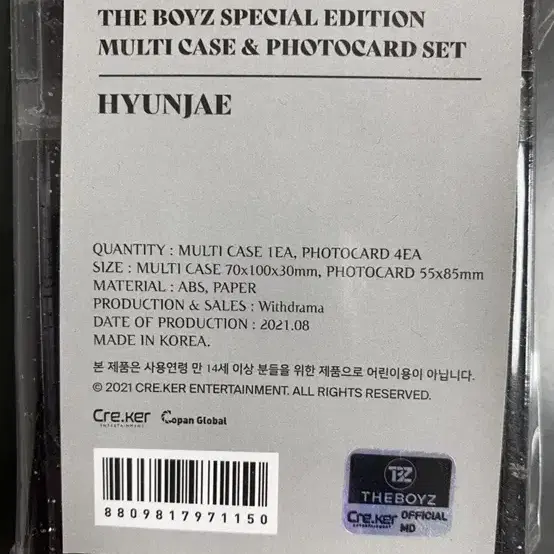 THE BOYZ SPECIAL EDITION
MULTI CASE & PHOTOCARD SET
HYUNJAE
QUANTITY : MULTI CASE 1EA, PHOTOCARD 4EA
SIZE : MULTI CASE 70x100x30mm, PHOTOCARD 55x85mm
MATERIAL : ABS, PAPER
PRODUCTION & SALES : Withdrama
DATE OF PRODUCTION : 2021.08
MADE IN KOREA.
본 제품은 사용연령 만 14세 이상 분들을 위한 제품으로 어린이용이 아닙니다.
© 2021 CRE.KER ENTERTAINMENT. ALL RIGHTS RESERVED.
Cre.ker Copan Global
ENTERTAINMENT
8809817971150
TBZ
THEBOYZ
Cre.ker OFFICIAL
MD